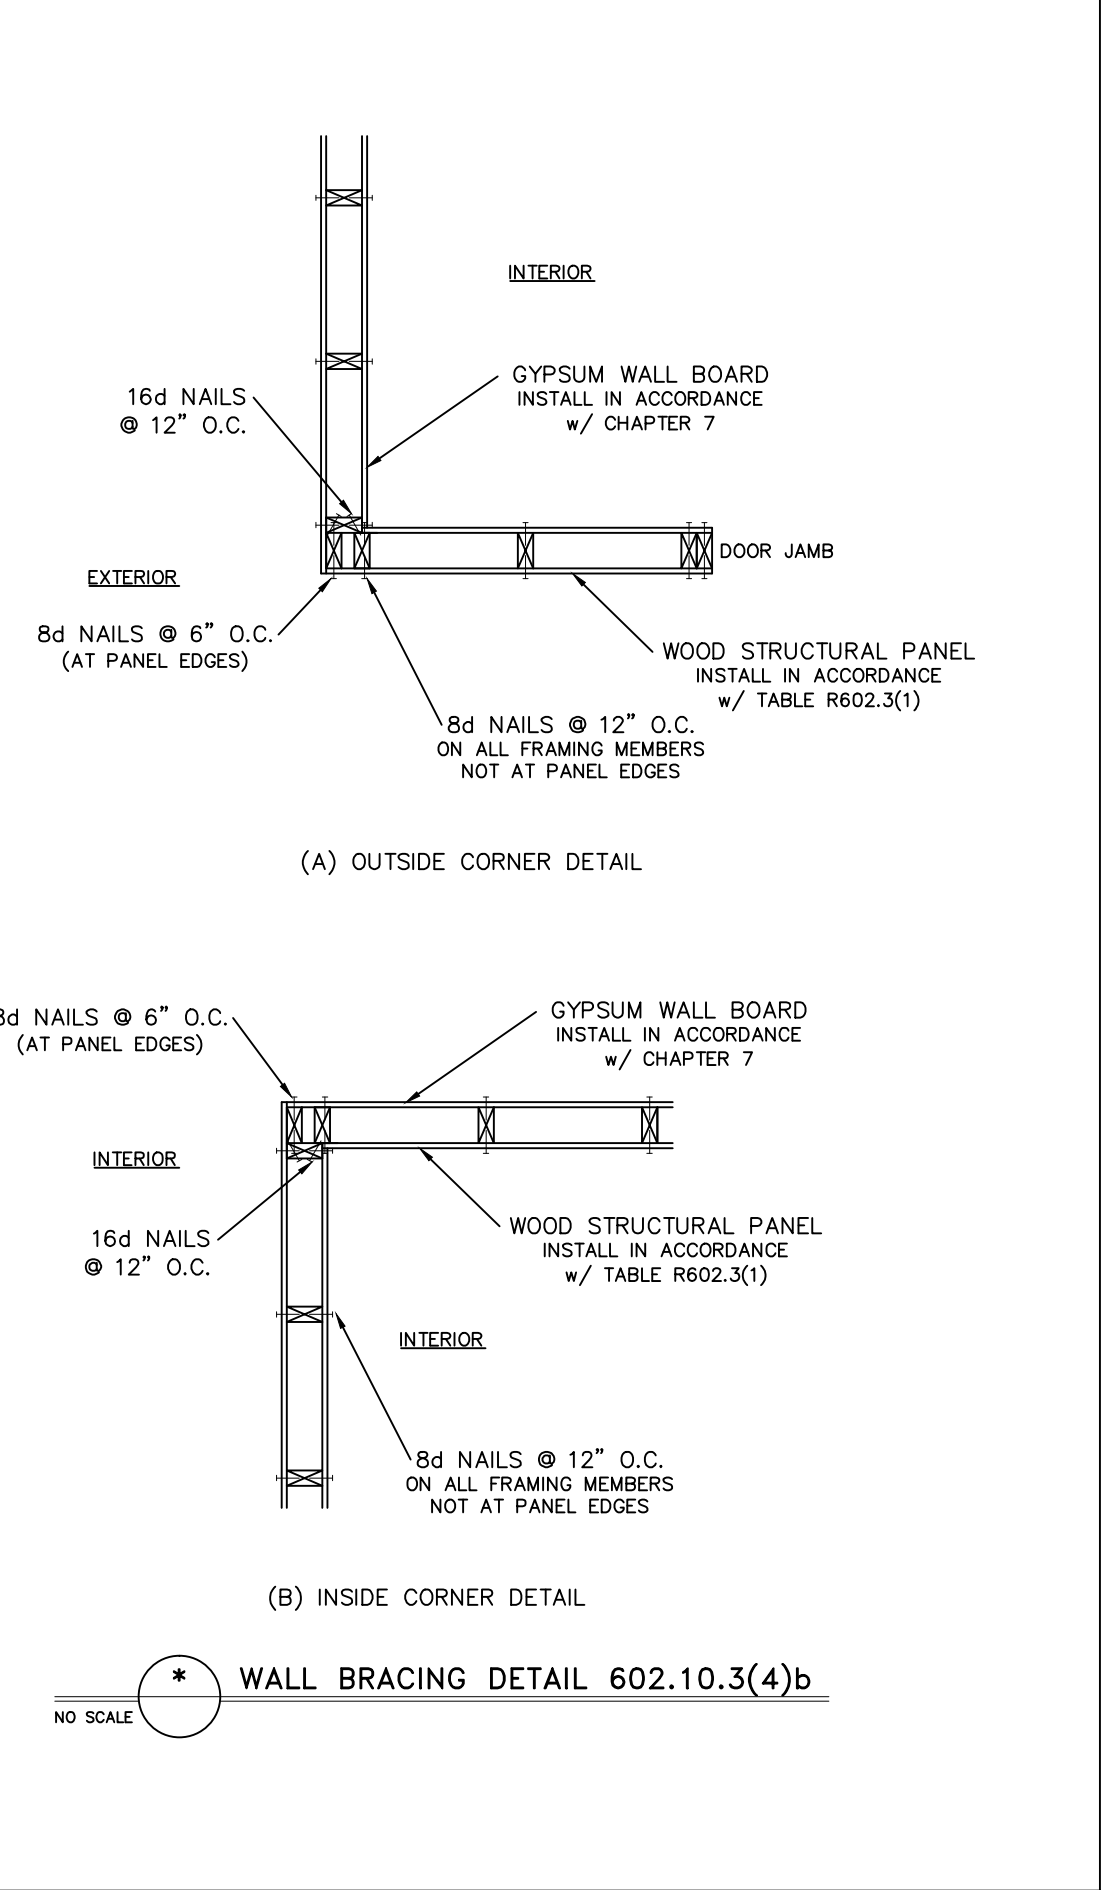 INTERIOR
GYPSUM WALL BOARD
INSTALL IN ACCORDANCE
w/ CHAPTER 7
16d NAILS
@ 12" O.C.
DOOR JAMB
EXTERIOR
8d NAILS @ 6" O.C.
(AT PANEL EDGES)
WOOD STRUCTURAL PANEL
INSTALL IN ACCORDANCE
w/ TABLE R602.3(1)
8d NAILS @ 12" O.C.
ON ALL FRAMING MEMBERS
NOT AT PANEL EDGES
(A) OUTSIDE CORNER DETAIL
8d NAILS @ 6" O.C.
(AT PANEL EDGES)
GYPSUM WALL BOARD
INSTALL IN ACCORDANCE
w/ CHAPTER 7
INTERIOR
16d NAILS
@ 12" O.C.
WOOD STRUCTURAL PANEL
INSTALL IN ACCORDANCE
w/ TABLE R602.3(1)
INTERIOR
8d NAILS @ 12" O.C.
ON ALL FRAMING MEMBERS
NOT AT PANEL EDGES
(B) INSIDE CORNER DETAIL
* WALL BRACING DETAIL 602.10.3(4)b
NO SCALE